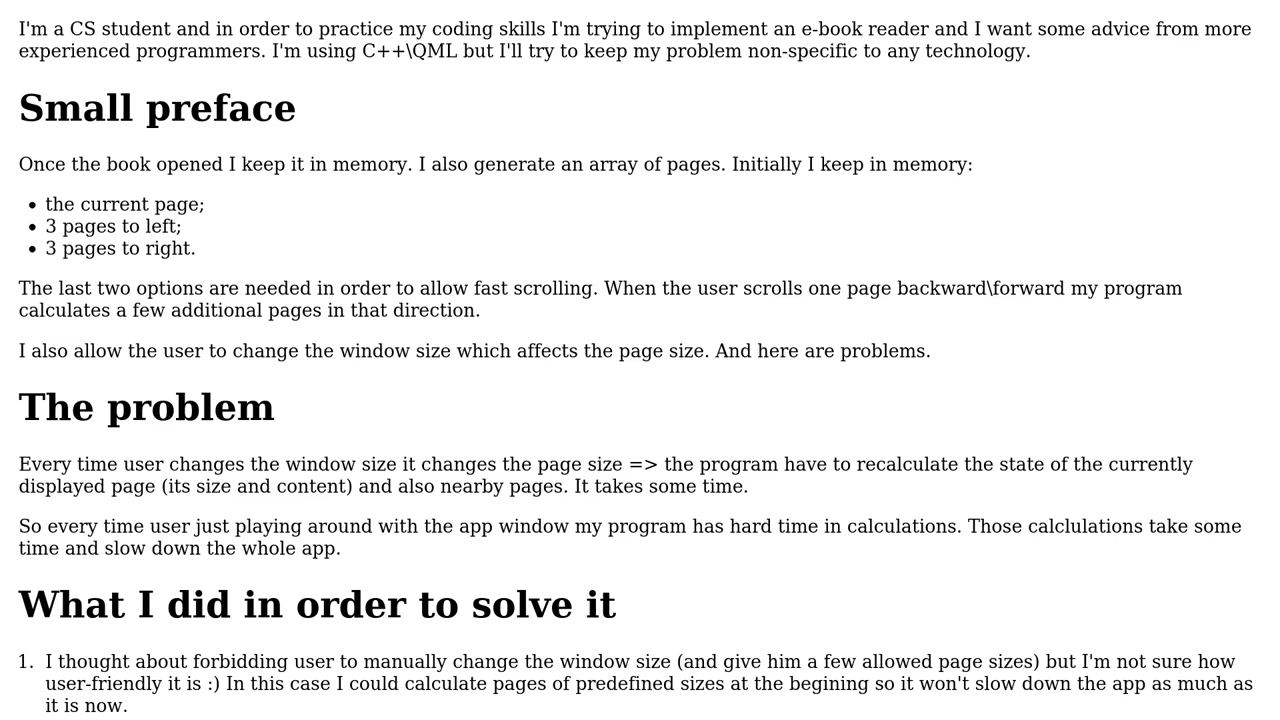 I'm a CS student and in order to practice my coding skills I'm trying to implement an e-book reader and I want some advice from more
experienced programmers. I'm using C++\QML but I'll try to keep my problem non-specific to any technology.
Small preface
Once the book opened I keep it in memory. I also generate an array of pages. Initially I keep in memory:
• the current page;
• 3 pages to left;
• 3 pages to right.
The last two options are needed in order to allow fast scrolling. When the user scrolls one page backward\forward my program
calculates a few additional pages in that direction.
I also allow the user to change the window size which affects the page size. And here are problems.
The problem
Every time user changes the window size it changes the page size => the program have to recalculate the state of the currently
displayed page (its size and content) and also nearby pages. It takes some time.
So every time user just playing around with the app window my program has hard time in calculations. Those calclulations take some
time and slow down the whole app.
What I did in order to solve it
1. I thought about forbidding user to manually change the window size (and give him a few allowed page sizes) but I'm not sure how
user-friendly it is :) In this case I could calculate pages of predefined sizes at the begining so it won't slow down the app as much as
it is now.